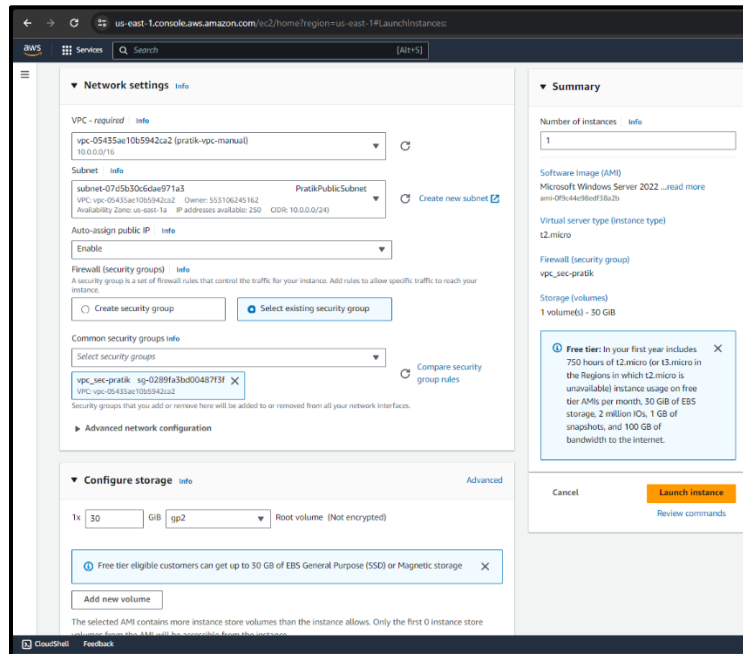 us-east-1.console.aws.amazon.com/ec2/home?region=us-east-1#LaunchInstances:
aws
Services
Search
[Alt+S]
Network settings Info
VPC - required Info
vpc-05435ae10b5942ca2 (pratik-vpc-manual)
10.0.0.0/16
Subnet Info
subnet-07d5b30c6dae971a3 PratikPublicSubnet
VPC: vpc-05435ae10b5942ca2 Owner: 553106245162
Availability Zone: us-east-1a IP addresses available: 250 CIDR: 10.0.0.0/24)
Create new subnet
Auto-assign public IP Info
Enable
Firewall (security groups) Info
A security group is a set of firewall rules that control the traffic for your instance. Add rules to allow specific traffic to reach your
instance.
Create security group
Select existing security group
Common security groups Info
Select security groups
vpc_sec-pratik sg-0289fa3bd00487f3f
VPC: vpc-05435ae10b5942ca2
Compare security
group rules
Security groups that you add or remove here will be added to or removed from all your network interfaces.
Advanced network configuration
Configure storage Info
Advanced
1x 30 GiB gp2 Root volume (Not encrypted)
Free tier eligible customers can get up to 30 GB of EBS General Purpose (SSD) or Magnetic storage
Add new volume
The selected AMI contains more instance store volumes than the instance allows. Only the first 0 instance store
volumes from the AMI will be accessible from the instance
Summary
Number of instances Info
1
Software Image (AMI)
Microsoft Windows Server 2022 ...read more
ami-0f9c44e98edf38a2b
Virtual server type (instance type)
t2.micro
Firewall (security group)
vpc_sec-pratik
Storage (volumes)
1 volume(s) - 30 GiB
Free tier: In your first year includes
750 hours of t2.micro (or t3.micro in
the Regions in which t2.micro is
unavailable) instance usage on free
tier AMIs per month, 30 GiB of EBS
storage, 2 million IOs, 1 GB of
snapshots, and 100 GB of
bandwidth to the internet.
Cancel
Launch instance
Review commands
CloudShell
Feedback